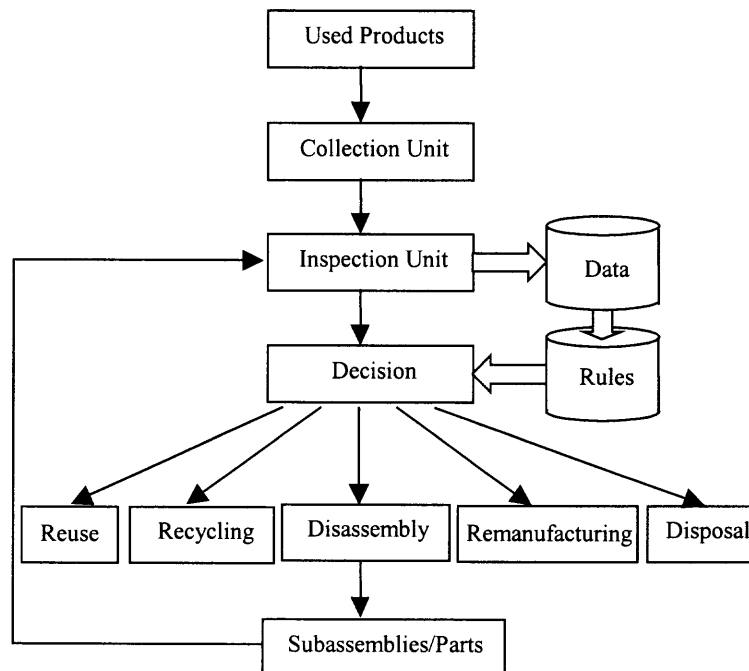 Used Products
Collection Unit
Inspection Unit
Data
Decision
Rules
Reuse
Recycling
Disassembly
Remanufacturing
Disposal
Subassemblies/Parts